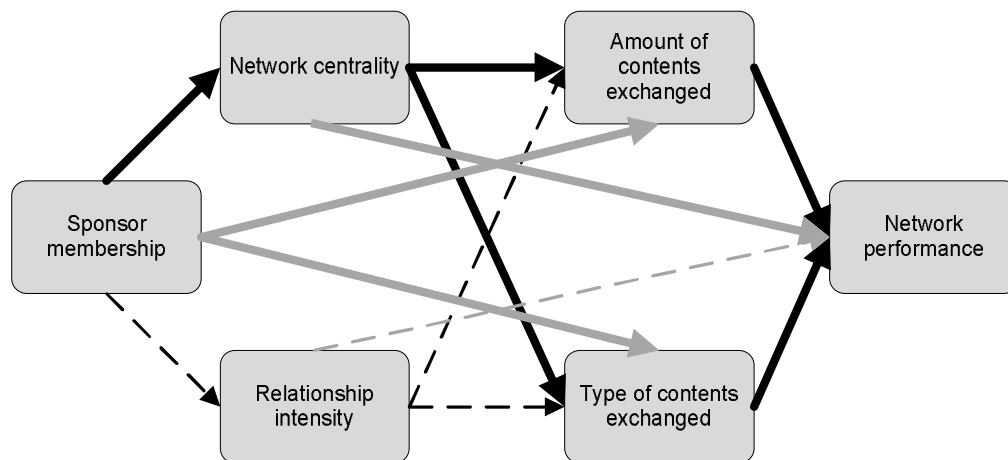 Network centrality
Amount of
contents
exchanged
Sponsor
membership
Network
performance
Relationship
intensity
Type of contents
exchanged